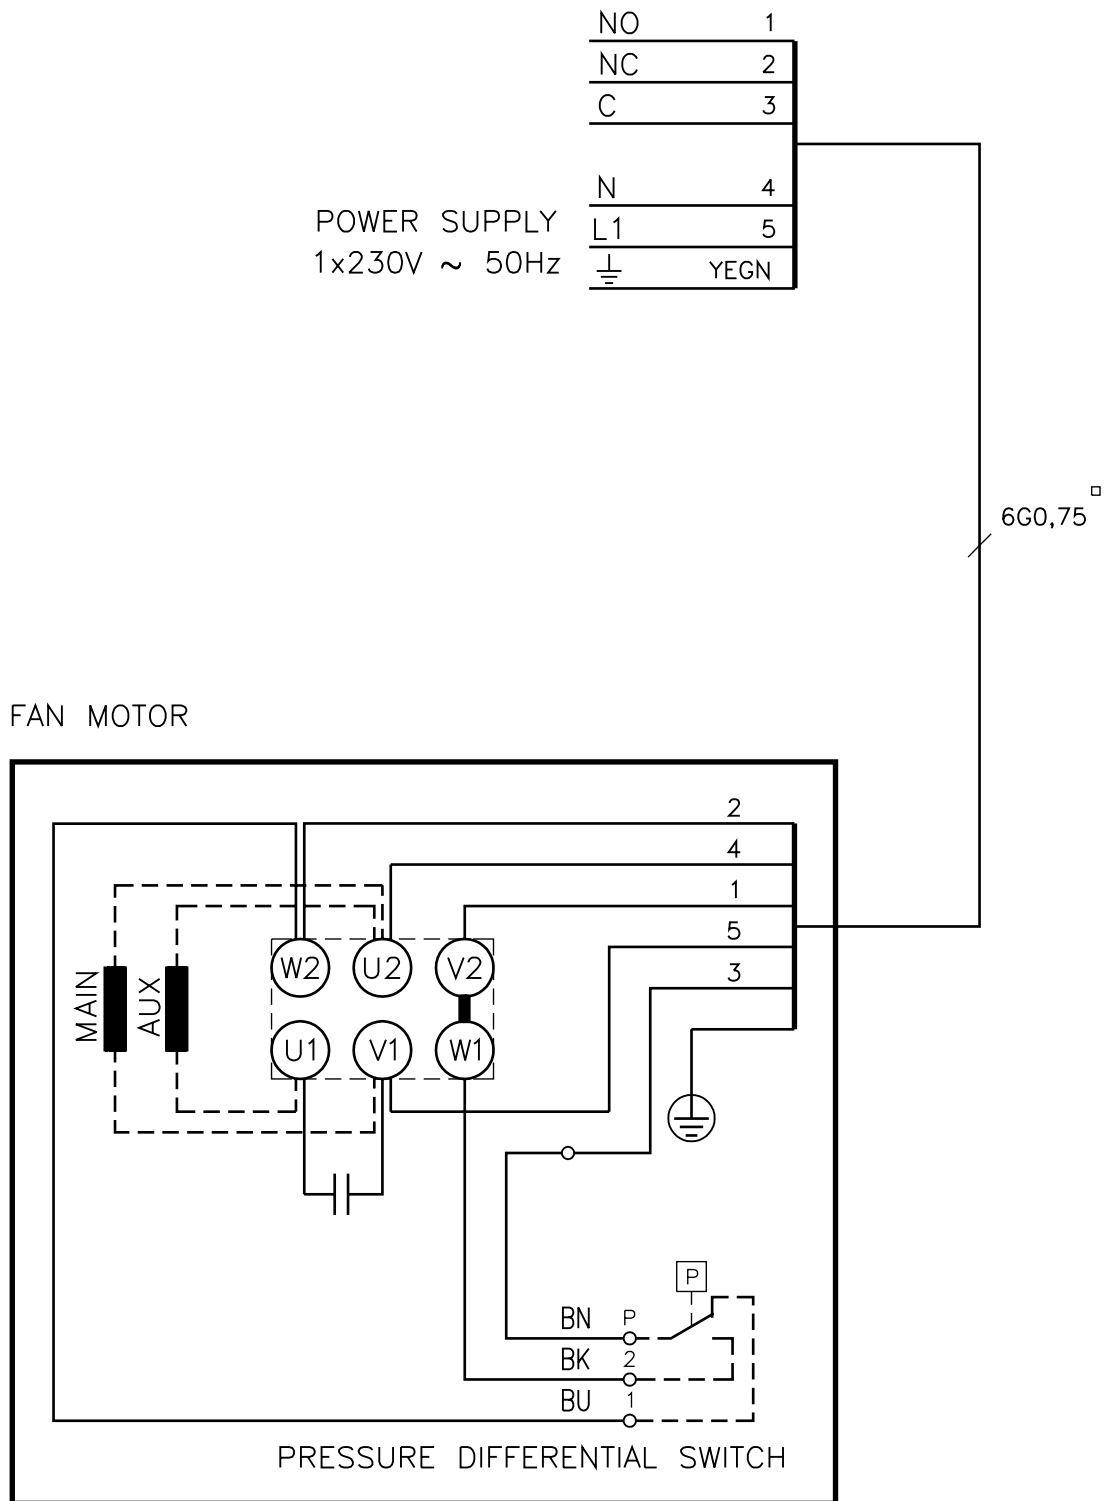 NO 1
NC 2
C 3
N 4
POWER SUPPLY
L1 5
1x230V ~ 50Hz
YEGN
6G0,75
FAN MOTOR
2
4
1
5
3
MAIN
AUX
W2 U2 V2
U1 V1 W1
P
BN P
BK 2
BU 1
PRESSURE DIFFERENTIAL SWITCH